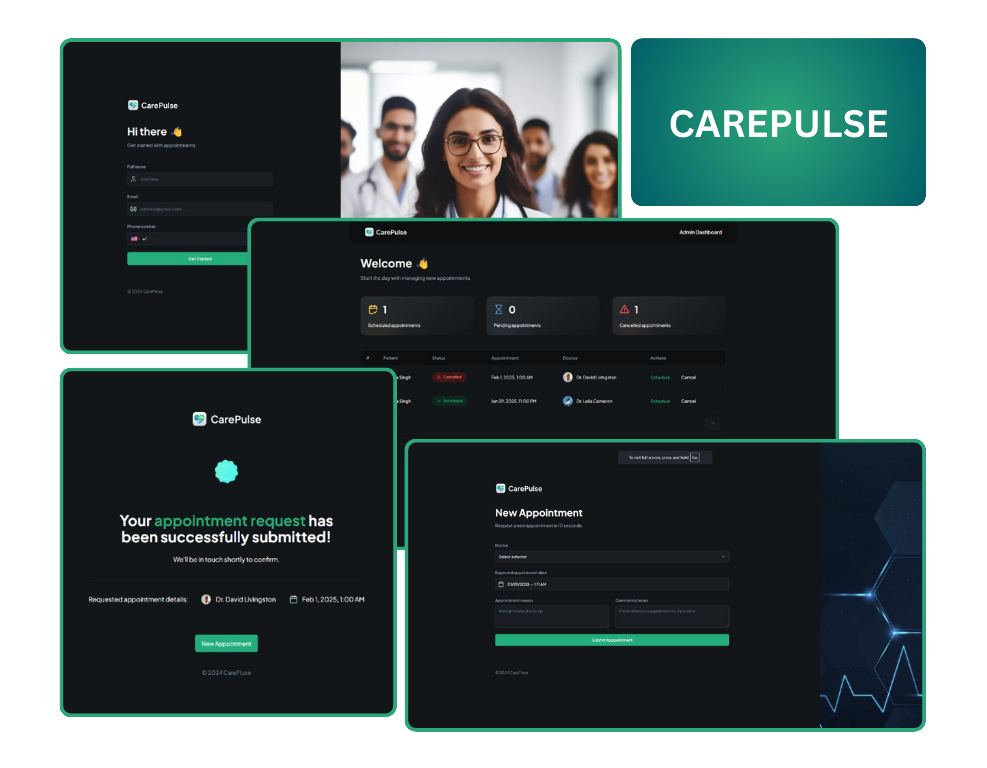 CarePulse
Hi there 👋
Get started with appointments.
Full name
John Doe
Email
johndoe@gmail.com
Phone number
+1
Get Started
© 2024 CarePluse
CAREPULSE
CarePulse
Admin Dashboard
Welcome 👋
Start the day with managing new appointments
1
Scheduled appointments
0
Pending appointments
1
Cancelled appointments
# Patient Status Appointment Doctor Actions
Singh Cancelled Feb 1, 2025, 1:00 AM Dr. David Livingston Schedule Cancel
Singh Scheduled Jan 29, 2025, 11:00 PM Dr. Leila Cameron Schedule Cancel
CarePulse
Your appointment request has
been successfully submitted!
We'll be in touch shortly to confirm.
Requested appointment details: Dr. David Livingston Feb 1, 2025, 1:00 AM
New Appointment
© 2024 CarePluse
To exit full screen, press and hold Esc
CarePulse
New Appointment
Request a new appointment in 10 seconds.
Doctor
Select a doctor
Expected appointment date
01/29/2025 - 1:11 AM
Appointment reason Comments/notes
Submit Appointment
©2024 CarePluse